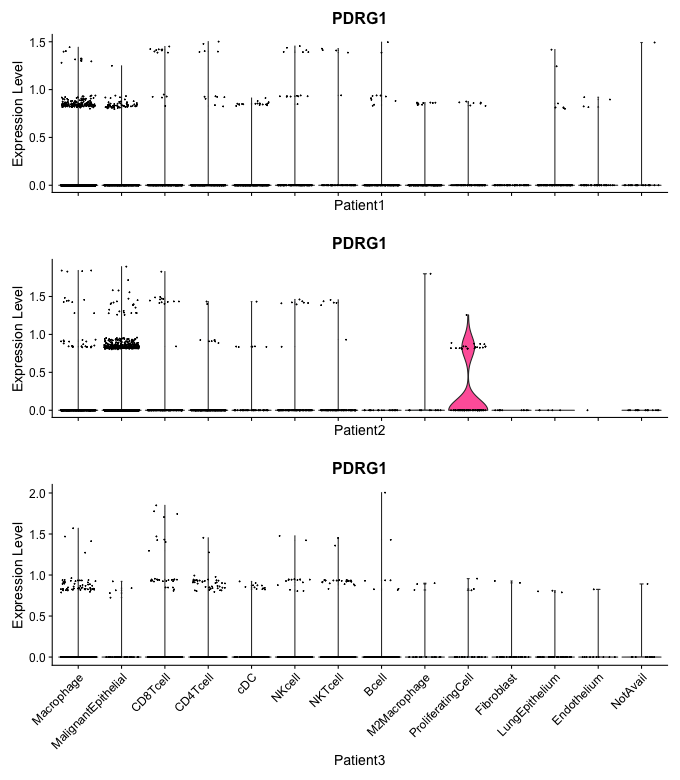 PDRG1
Expression Level
1.5
1.0
0.5
0.0
Patient1
PDRG1
Expression Level
1.5
1.0
0.5
0.0
Patient2
PDRG1
Expression Level
2.0
1.5
1.0
0.5
0.0
Macrophage
MalignantEpithelial
CD8Tcell
CD4Tcell
cDC
NKcell
NKTcell
Bcell
M2Macrophage
ProliferatingCell
Fibroblast
LungEpithelium
Endothelium
NotAvail
Patient3